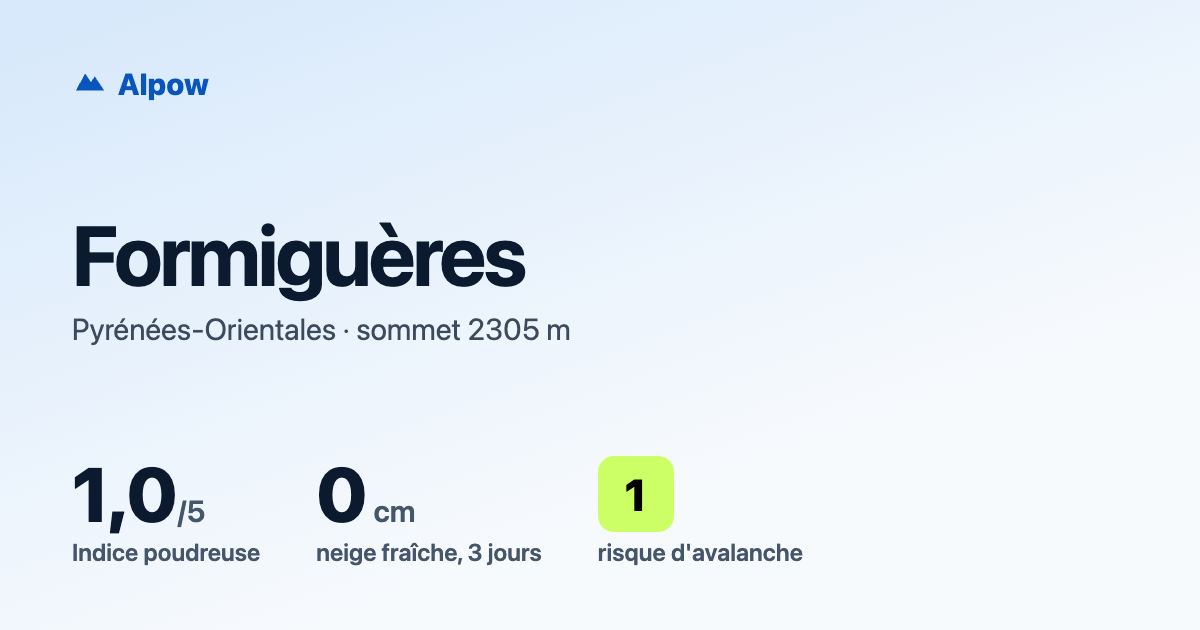 Alpow
Formiguères
Pyrénées-Orientales · sommet 2305 m
1,0/5 0 cm 1
Indice poudreuse neige fraîche, 3 jours risque d'avalanche